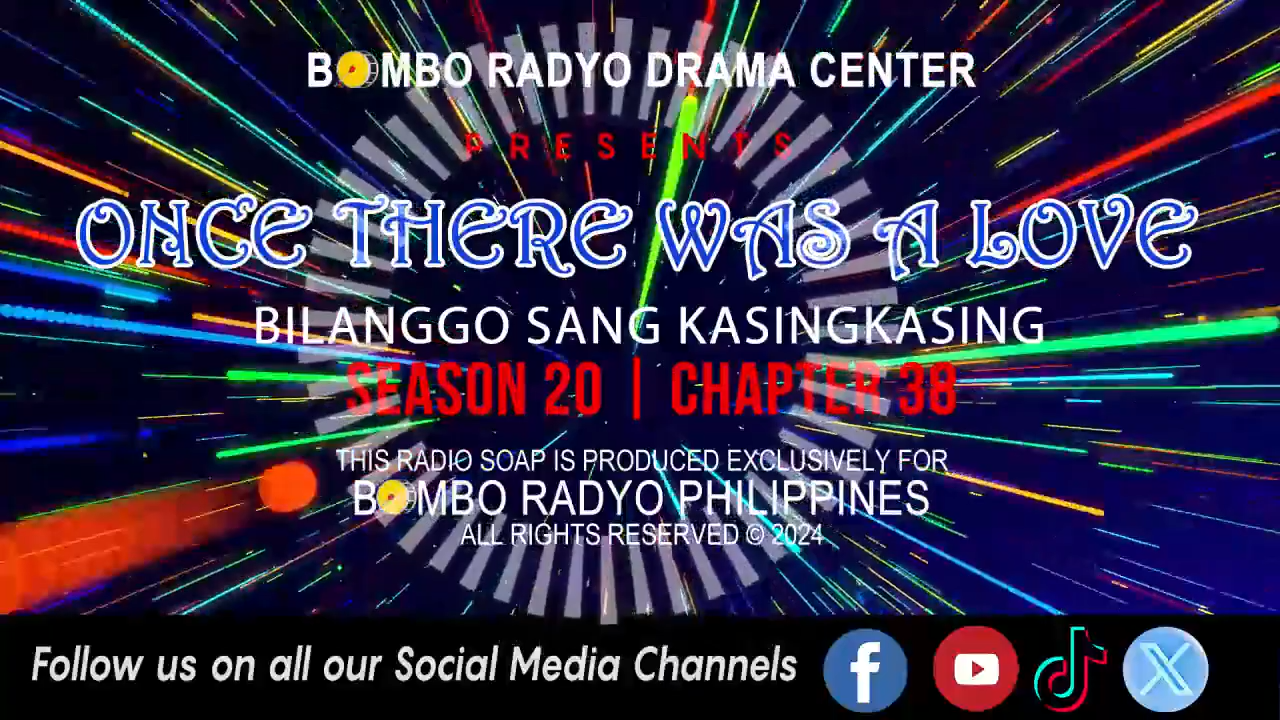 BOMBO RADYO DRAMA CENTER
PRESENTS
ONCE THERE WAS A LOVE
BILANGGO SANG KASINGKASING
SEASON 20 | CHAPTER 38
THIS RADIO SOAP IS PRODUCED EXCLUSIVELY FOR
BOMBO RADYO PHILIPPINES
ALL RIGHTS RESERVED © 2024
Follow us on all our Social Media Channels